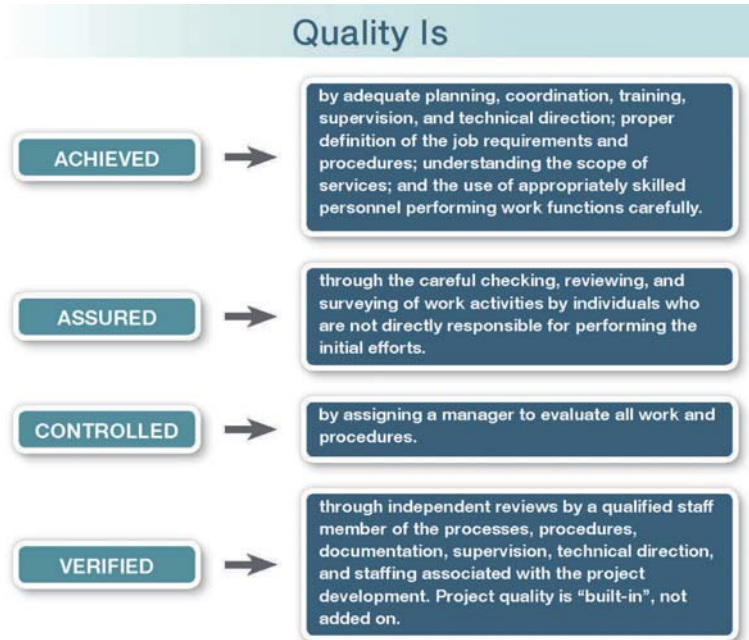 Quality Is
ACHIEVED
by adequate planning, coordination, training,
supervision, and technical direction; proper
definition of the job requirements and
procedures; understanding the scope of
services; and the use of appropriately skilled
personnel performing work functions carefully.
ASSURED
through the careful checking, reviewing, and
surveying of work activities by individuals who
are not directly responsible for performing the
initial efforts.
CONTROLLED
by assigning a manager to evaluate all work and
procedures.
VERIFIED
through independent reviews by a qualified staff
member of the processes, procedures,
documentation, supervision, technical direction,
and staffing associated with the project
development. Project quality is “built-in”, not
added on.